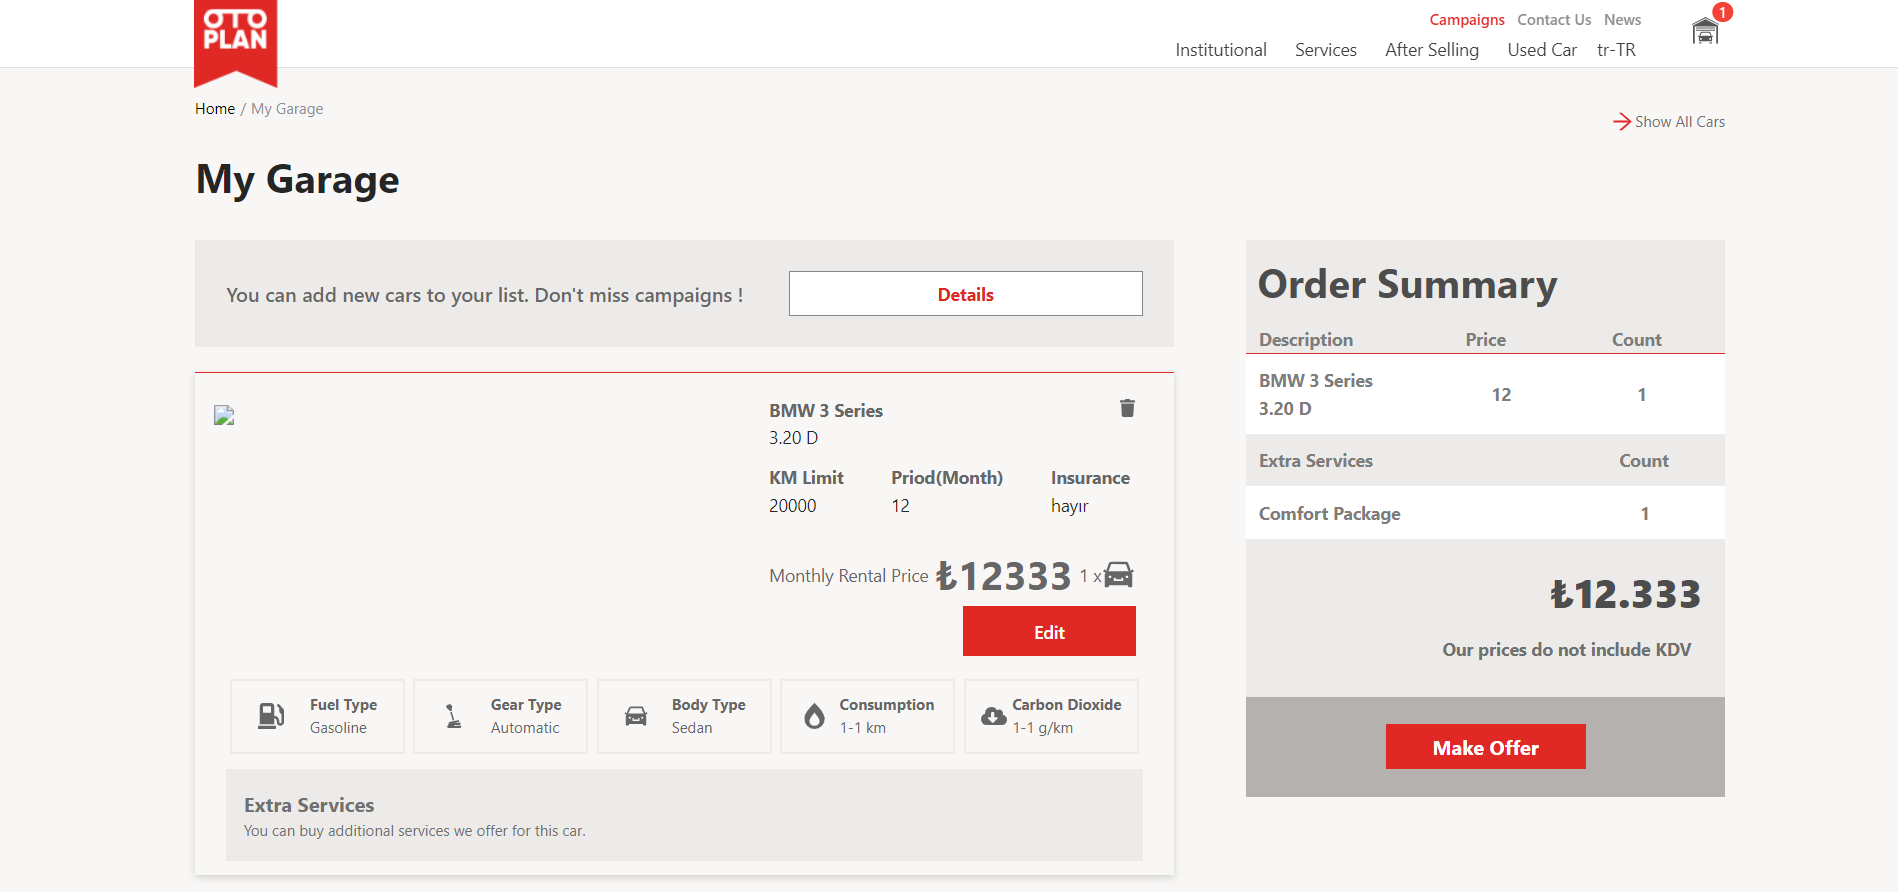 OTO
PLAN
Campaigns Contact Us News
1
Institutional Services After Selling Used Car tr-TR
Home / My Garage
Show All Cars
My Garage
You can add new cars to your list. Don't miss campaigns !
Details
BMW 3 Series
3.20 D
KM Limit Priod(Month) Insurance
20000 12 hayır
Monthly Rental Price ₺12333 1 x
Edit
Fuel Type
Gasoline
Gear Type
Automatic
Body Type
Sedan
Consumption
1-1 km
Carbon Dioxide
1-1 g/km
Extra Services
You can buy additional services we offer for this car.
Order Summary
Description Price Count
BMW 3 Series
3.20 D
12 1
Extra Services Count
Comfort Package 1
₺12.333
Our prices do not include KDV
Make Offer